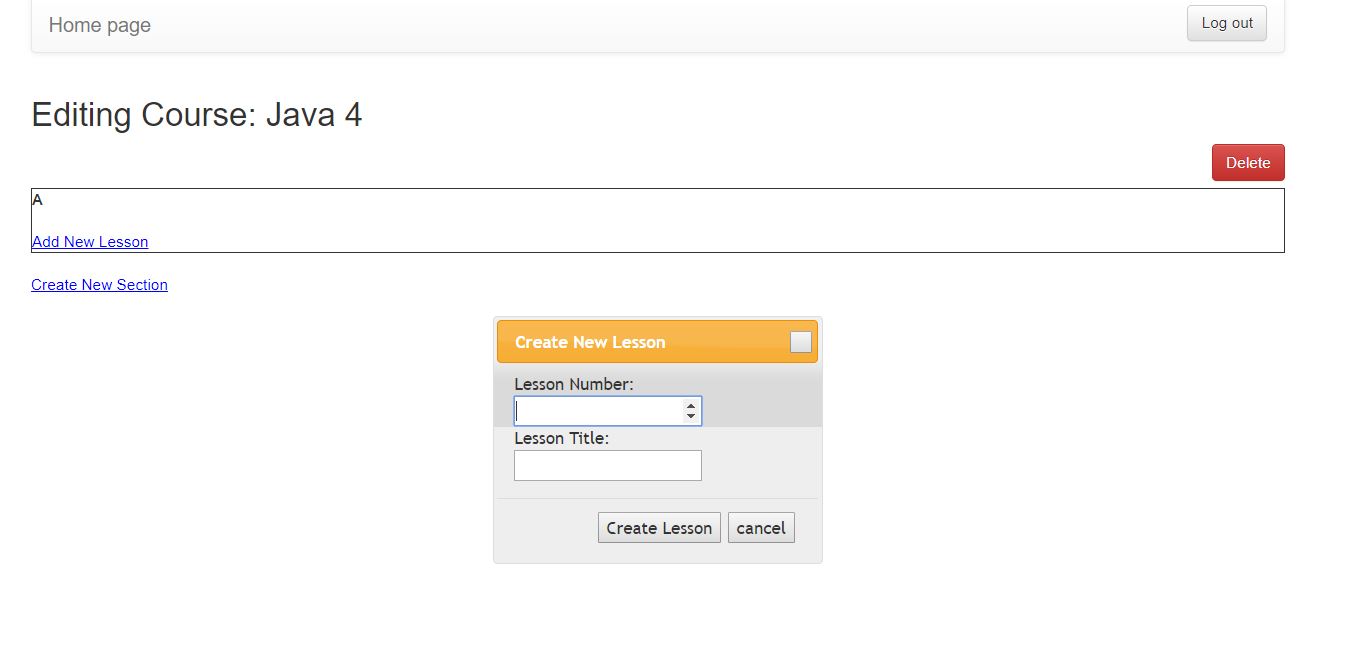 Home page
Log out
Editing Course: Java 4
Delete
A
Add New Lesson
Create New Section
Create New Lesson
Lesson Number:
Lesson Title:
Create Lesson
cancel